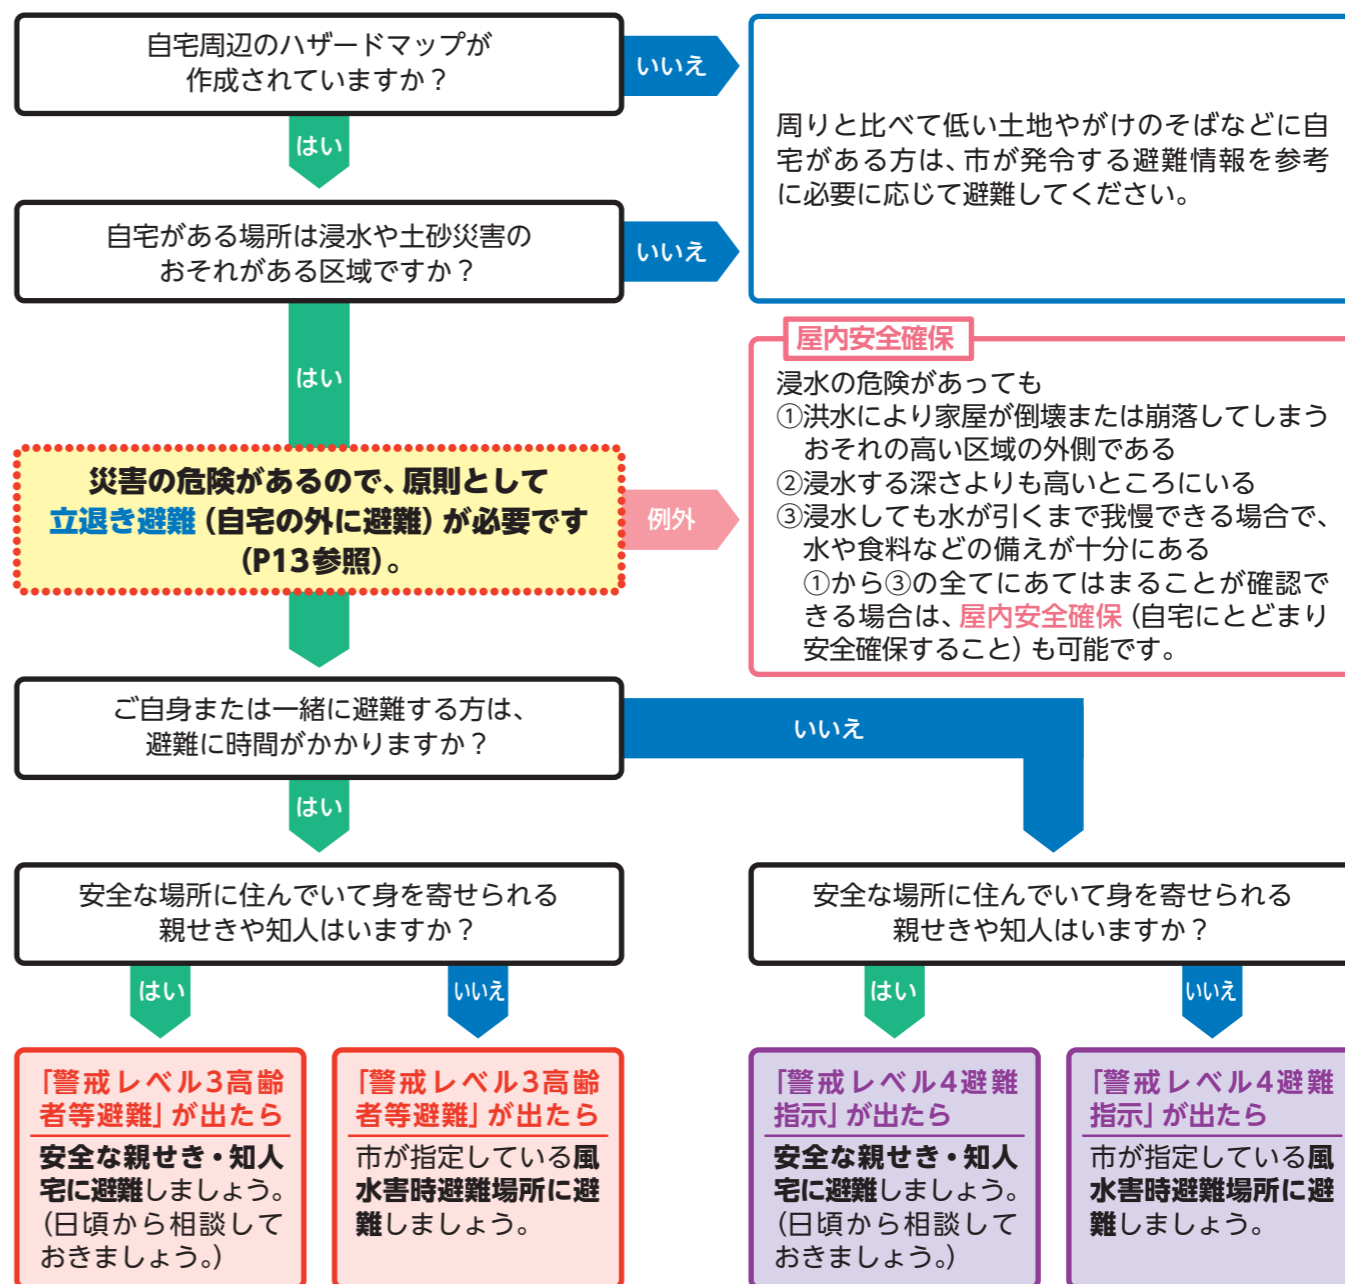 自宅周辺のハザードマップが
作成されていますか？
いいえ
はい
周りと比べて低い土地やがけのそばなどに自
宅がある方は、市が発令する避難情報を参考
に必要に応じて避難してください。
自宅がある場所は浸水や土砂災害の
おそれがある区域ですか？
いいえ
はい
屋内安全確保
浸水の危険があっても
①洪水により家屋が倒壊または崩落してしまう
おそれの高い区域の外側である
②浸水する深さよりも高いところにいる
③浸水しても水が引くまで我慢できる場合で、
水や食料などの備えが十分にある
①から③の全てにあてはまることが確認で
きる場合は、屋内安全確保（自宅にとどまり
安全確保すること）も可能です。
災害の危険があるので、原則として
立退き避難（自宅の外に避難）が必要です
（P13参照）。
例外
ご自身または一緒に避難する方は、
避難に時間がかかりますか？
いいえ
はい
安全な場所に住んでいて身を寄せられる
親せきや知人はいますか？
はい
いいえ
安全な場所に住んでいて身を寄せられる
親せきや知人はいますか？
はい
いいえ
「警戒レベル3高齢
者等避難」が出たら
安全な親せき・知人
宅に避難しましょう。
（日頃から相談して
おきましょう。）
「警戒レベル3高齢
者等避難」が出たら
市が指定している風
水害時避難場所に避
難しましょう。
「警戒レベル4避難
指示」が出たら
安全な親せき・知人
宅に避難しましょう。
（日頃から相談して
おきましょう。）
「警戒レベル4避難
指示」が出たら
市が指定している風
水害時避難場所に避
難しましょう。